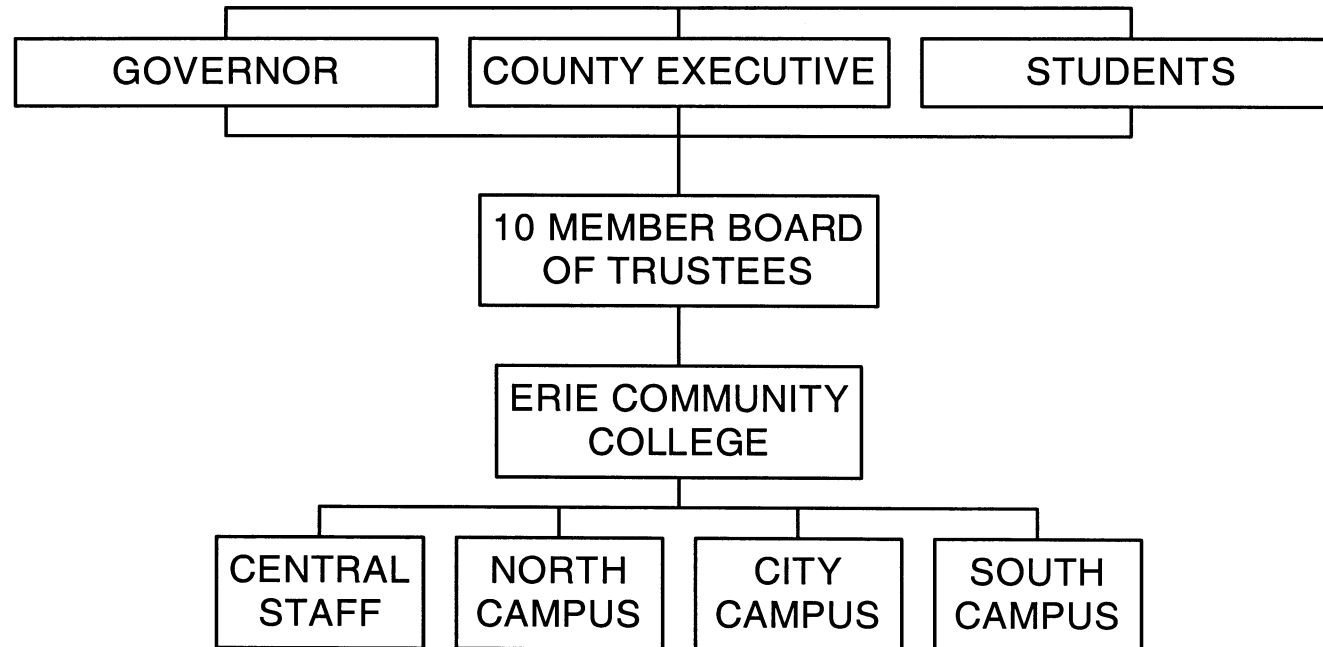 GOVERNOR
COUNTY EXECUTIVE
STUDENTS
10 MEMBER BOARD
OF TRUSTEES
ERIE COMMUNITY
COLLEGE
CENTRAL
STAFF
NORTH
CAMPUS
CITY
CAMPUS
SOUTH
CAMPUS